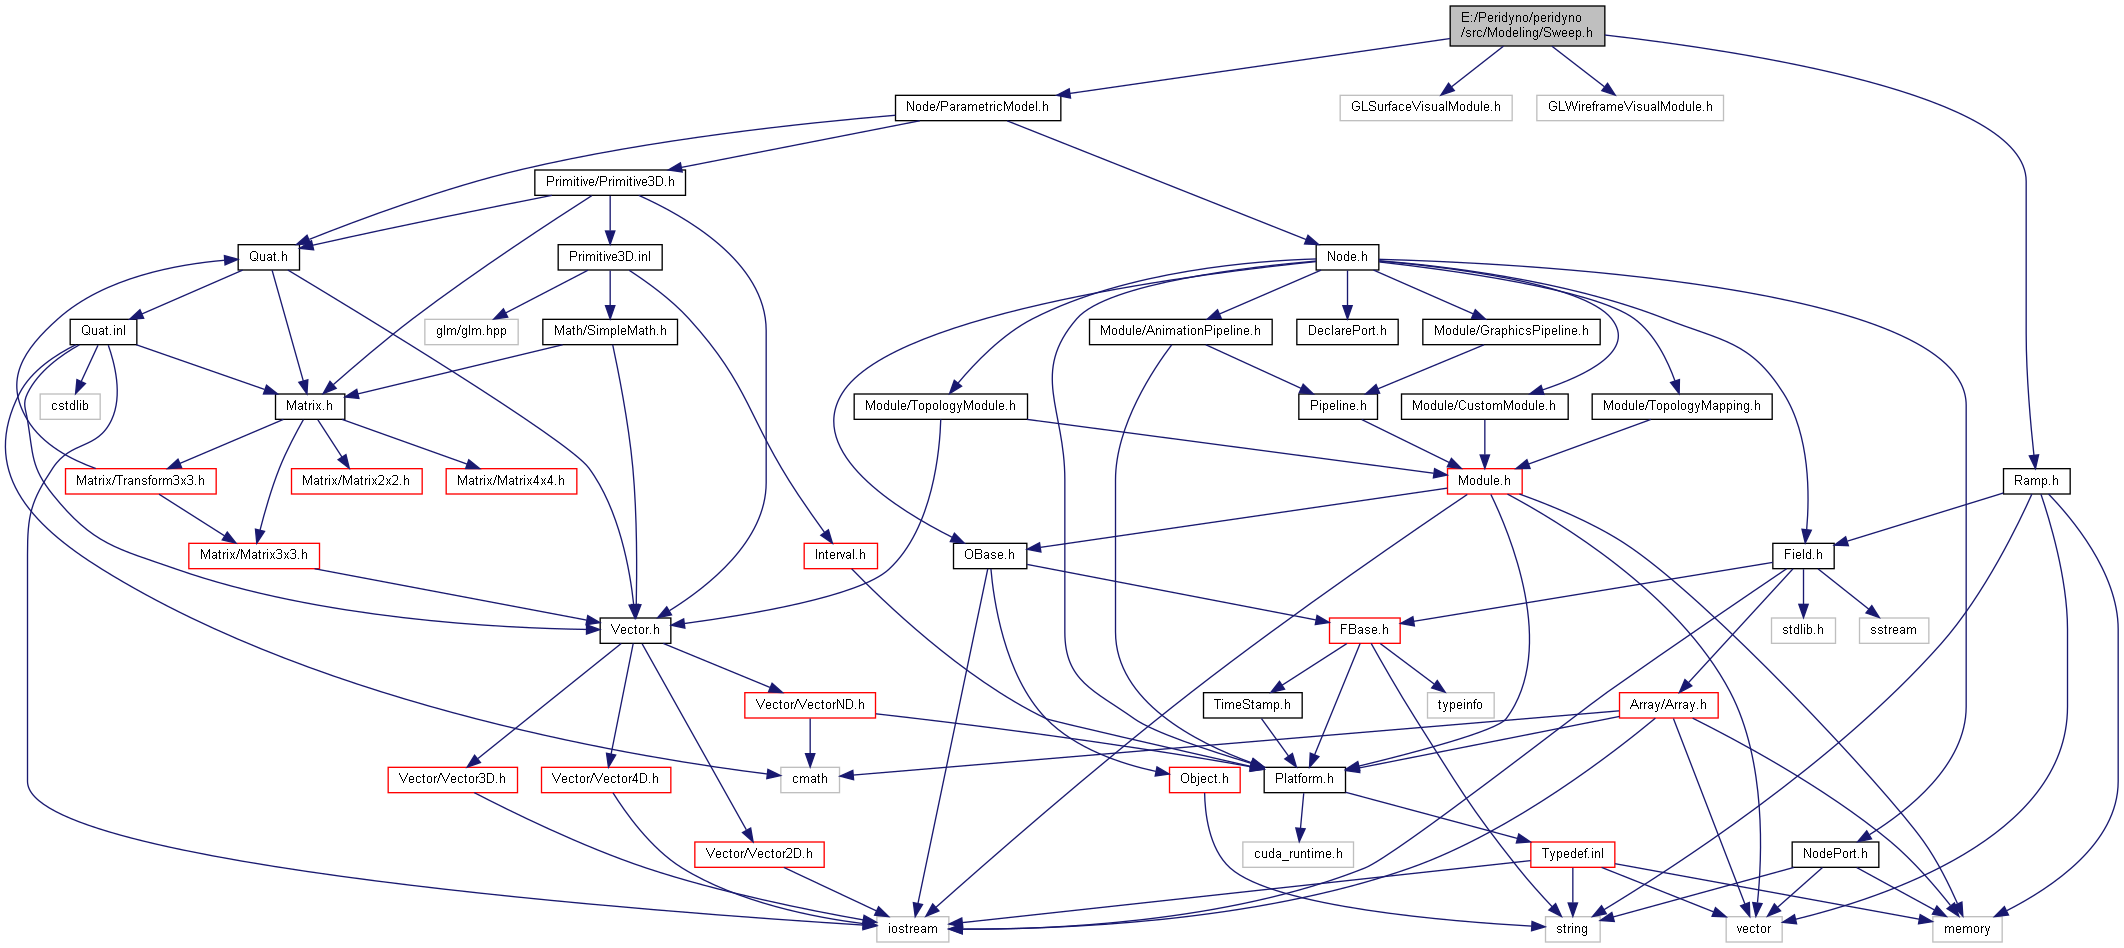 E:/Peridyno/peridyno
/src/Modeling/Sweep.h
Node/ParametricModel.h
GLSurfaceVisualModule.h
GLWireframeVisualModule.h
Primitive/Primitive3D.h
Quat.h
Primitive3D.inl
Node.h
Quat.inl
glm/glm.hpp
Math/SimpleMath.h
Module/AnimationPipeline.h
DeclarePort.h
Module/GraphicsPipeline.h
cstdlib
Matrix.h
Module/TopologyModule.h
Pipeline.h
Module/CustomModule.h
Module/TopologyMapping.h
Matrix/Transform3x3.h
Matrix/Matrix2x2.h
Matrix/Matrix4x4.h
Module.h
Ramp.h
Matrix/Matrix3x3.h
Interval.h
OBase.h
Field.h
Vector.h
FBase.h
stdlib.h
sstream
Vector/VectorND.h
TimeStamp.h
typeinfo
Array/Array.h
Vector/Vector3D.h
Vector/Vector4D.h
cmath
Object.h
Platform.h
Vector/Vector2D.h
cuda_runtime.h
Typedef.inl
NodePort.h
iostream
string
vector
memory